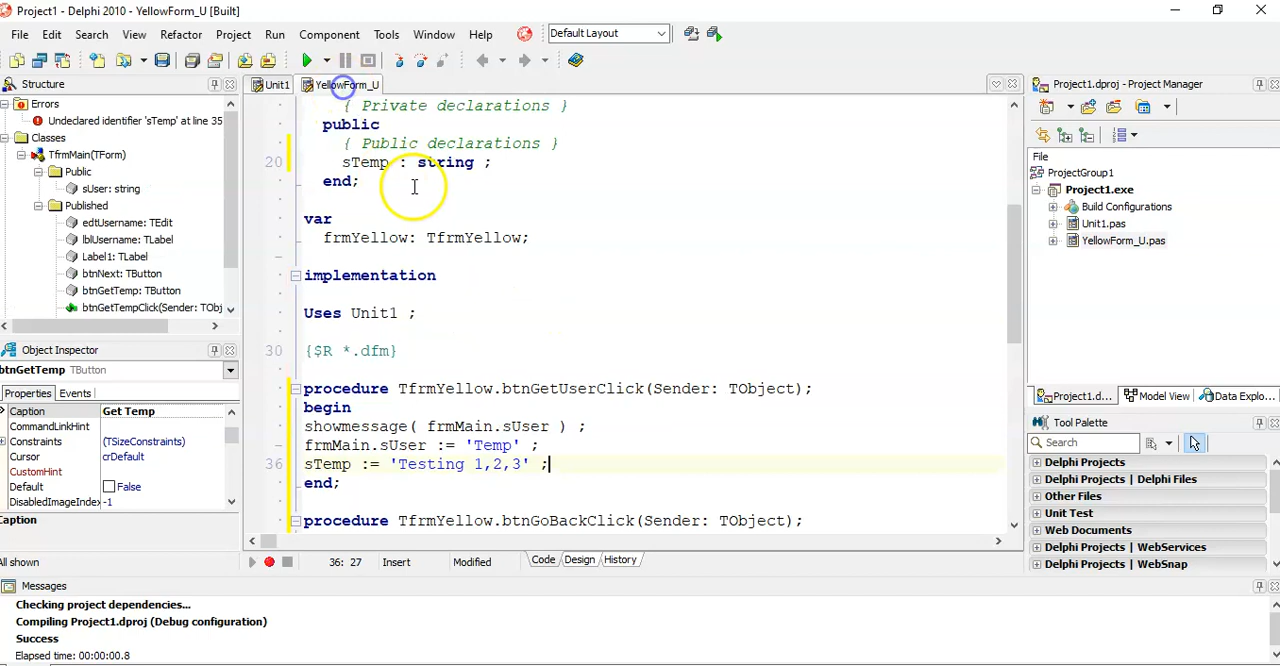 Project1 - Delphi 2010 - YellowForm_U [Built]
File Edit Search View Refactor Project Run Component Tools Window Help
Default Layout
Structure
Errors
Undeclared identifier 'sTemp' at line 35
Classes
TfrmMain(TForm)
Public
sUser: string
Published
edtUsername: TEdit
lblUsername: TLabel
Label1: TLabel
btnNext: TButton
btnGetTemp: TButton
btnGetTempClick(Sender: TObj
Object Inspector
btnGetTemp TButton
Properties Events
Caption Get Temp
CommandLinkHint
Constraints (TSizeConstraints)
Cursor crDefault
CustomHint
Default False
DisabledImageIndex -1
Caption
All shown
Unit1 YellowForm_U
{ Private declarations }
public
{ Public declarations }
20 sTemp : string ;
end;
var
frmYellow: TfrmYellow;
implementation
Uses Unit1 ;
30 {$R *.dfm}
procedure TfrmYellow.btnGetUserClick(Sender: TObject);
begin
showmessage( frmMain.sUser ) ;
frmMain.sUser := 'Temp' ;
36 sTemp := 'Testing 1,2,3' ;
end;
procedure TfrmYellow.btnGoBackClick(Sender: TObject);
36: 27 Insert Modified Code Design History
Project1.dproj - Project Manager
File
ProjectGroup1
Project1.exe
Build Configurations
Unit1.pas
YellowForm_U.pas
Project1.d... Model View Data Explo...
Tool Palette
Search
Delphi Projects
Delphi Projects | Delphi Files
Other Files
Unit Test
Web Documents
Delphi Projects | WebServices
Delphi Projects | WebSnap
Messages
Checking project dependencies...
Compiling Project1.dproj (Debug configuration)
Success
Elapsed time: 00:00:00.8